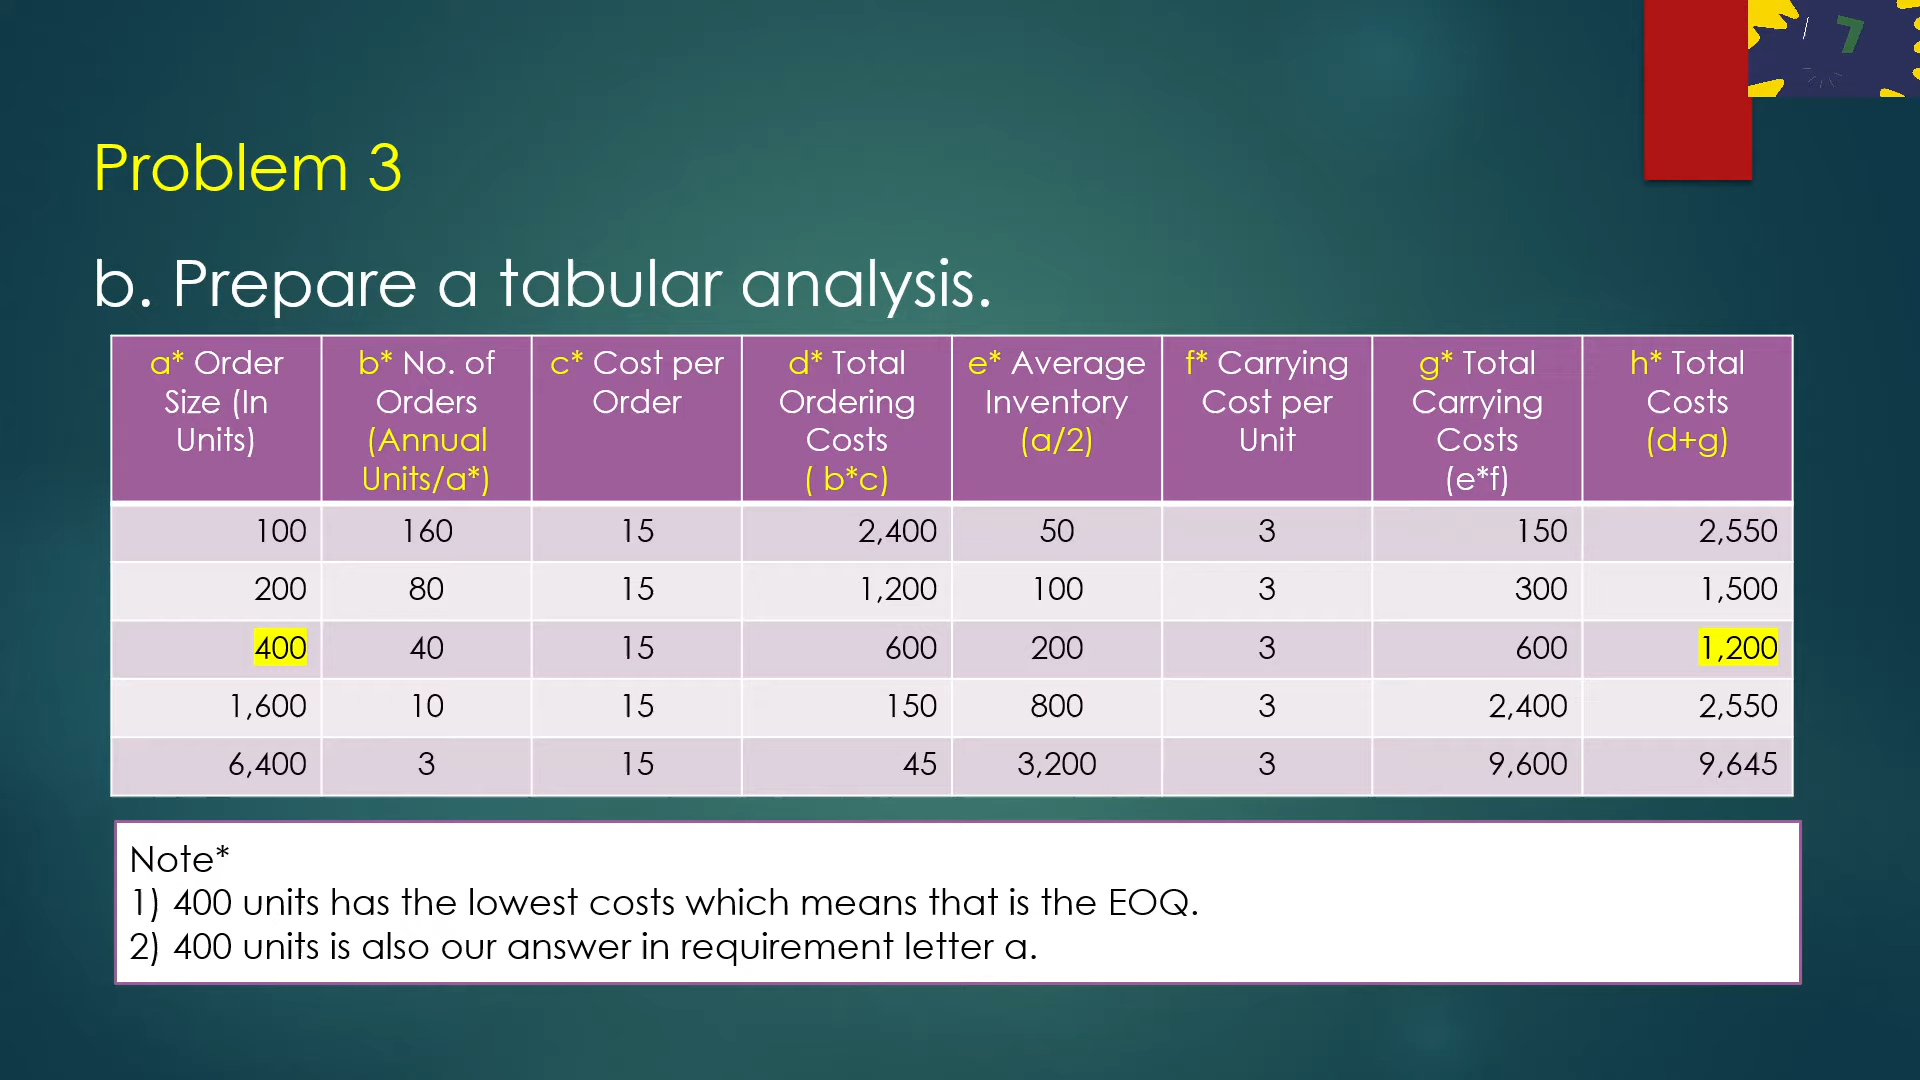 7
Problem 3
b. Prepare a tabular analysis.
a* Order Size (In Units) b* No. of Orders (Annual Units/a*) c* Cost per Order d* Total Ordering Costs ( b*c) e* Average Inventory (a/2) f* Carrying Cost per Unit g* Total Carrying Costs (e*f) h* Total Costs (d+g)
100 160 15 2,400 50 3 150 2,550
200 80 15 1,200 100 3 300 1,500
400 40 15 600 200 3 600 1,200
1,600 10 15 150 800 3 2,400 2,550
6,400 3 15 45 3,200 3 9,600 9,645
Note*
1) 400 units has the lowest costs which means that is the EOQ.
2) 400 units is also our answer in requirement letter a.